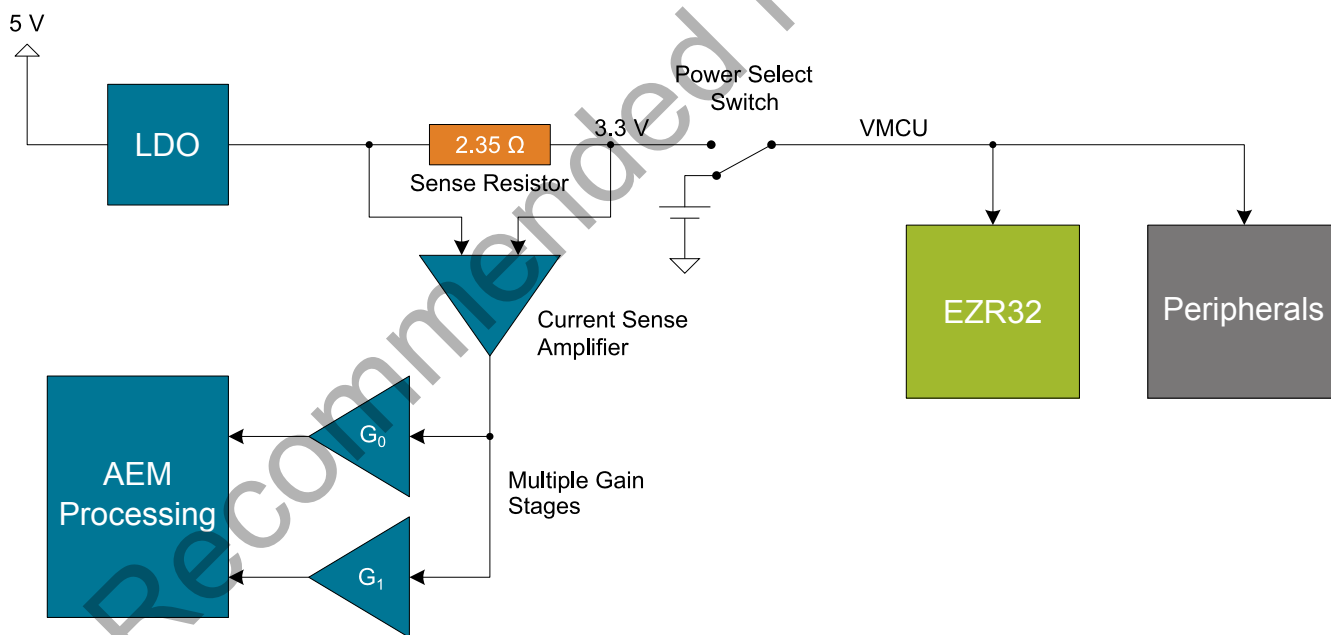 5 V
LDO
2.35 Ω
Sense Resistor
3.3 V
Power Select
Switch
VMCU
EZR32
Peripherals
Current Sense
Amplifier
G₀
Multiple Gain
Stages
G₁
AEM
Processing
Recommended